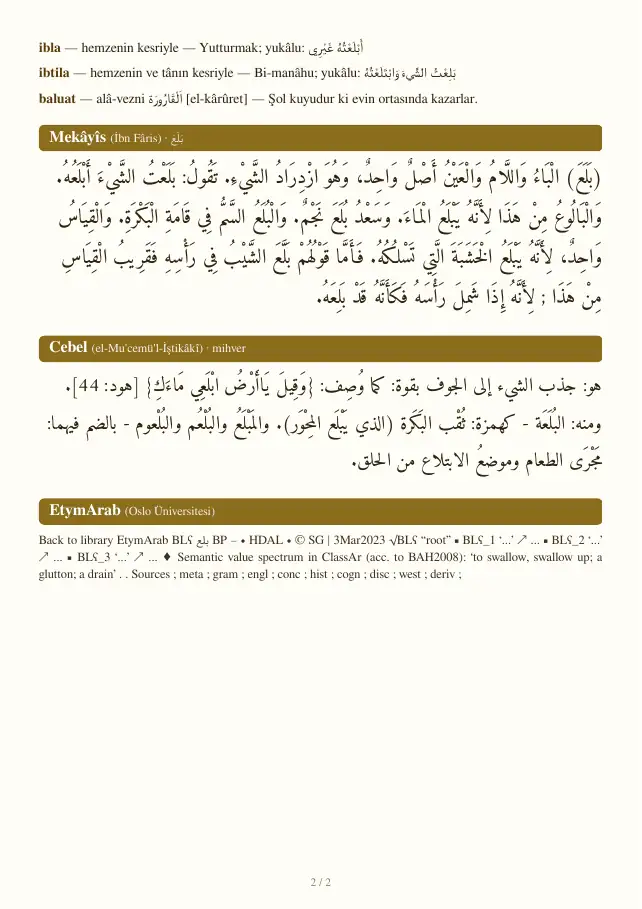 ibla — hemzenin kesriyle — Yutturmak; yukâlu: أَبْلَعْتُهُ غَيْرِى
ibtila — hemzenin ve tânın kesriyle — Bi-manâhu; yukâlu: بَلِعْتُ الشَّيْءَ وَابْتَلَعْتُهُ
baluat — alâ-vezni اَلْقَارُورَة [el-kârûret] — Şol kuyudur ki evin ortasında kazarlar.
Mekâyîs (İbn Fâris) · بَلَعَ
(بَلَعَ) الْبَاءُ وَاللَّامُ وَالْعَيْنُ أَصْلٌ وَاحِدٌ، وَهُوَ ازْدِرَادُ الشَّيْءِ. تَقُولُ: بَلَعْتُ الشَّيْءَ أَبْلَعُهُ.
وَالْبَالُوعُ مِنْ هَذَا لِأَنَّهُ يَبْلَعُ الْمَاءَ. وَسَعْدُ بُلَعَ نَجْمٌ. وَالْبُلَعُ السَّمُّ فِي قَامَةِ الْبَكْرَةِ. وَالْقِيَاسُ
وَاحِدٌ، لِأَنَّهُ يَبْلَعُ الْخَشَبَةَ الَّتِي تَسْلُكُهُ. فَأَمَّا قَوْلُهُمْ بَلَّعَ الشَّيْبُ فِي رَأْسِهِ فَقَرِيبُ الْقِيَاسِ
مِنْ هَذَا ; لِأَنَّهُ إِذَا شَمِلَ رَأْسَهُ فَكَأَنَّهُ قَدْ بَلِعَهُ.
Cebel (el-Mu'cemü'l-İştikâkî) · mihver
هو: جذب الشيء إلى الجوف بقوة: كما وُصِف: {وَقِيلَ يَاأَرْضُ ابْلَعِي مَاءَكِ} [هود: 44].
ومنه: البُلَعَة - كهمزة: ثُقْب البَكَرة (الذي يَبْلَع المِحْوَر). والمَبْلَعُ والبُلْعُم والبُلْعوم - بالضم فيهما:
مَجْرَى الطعام وموضعُ الابتلاع من الحلق.
EtymArab (Oslo Üniversitesi)
Back to library EtymArab BLʕ بلع BP – • HDAL • © SG | 3Mar2023 √BLʕ “root” ▪ BLʕ_1 ‘...’ ↗ ... ▪ BLʕ_2 ‘...’
↗ ... ▪ BLʕ_3 ‘...’ ↗ ... ♦ Semantic value spectrum in ClassAr (acc. to BAH2008): ‘to swallow, swallow up; a
glutton; a drain’ . . Sources ; meta ; gram ; engl ; conc ; hist ; cogn ; disc ; west ; deriv ;
2 / 2